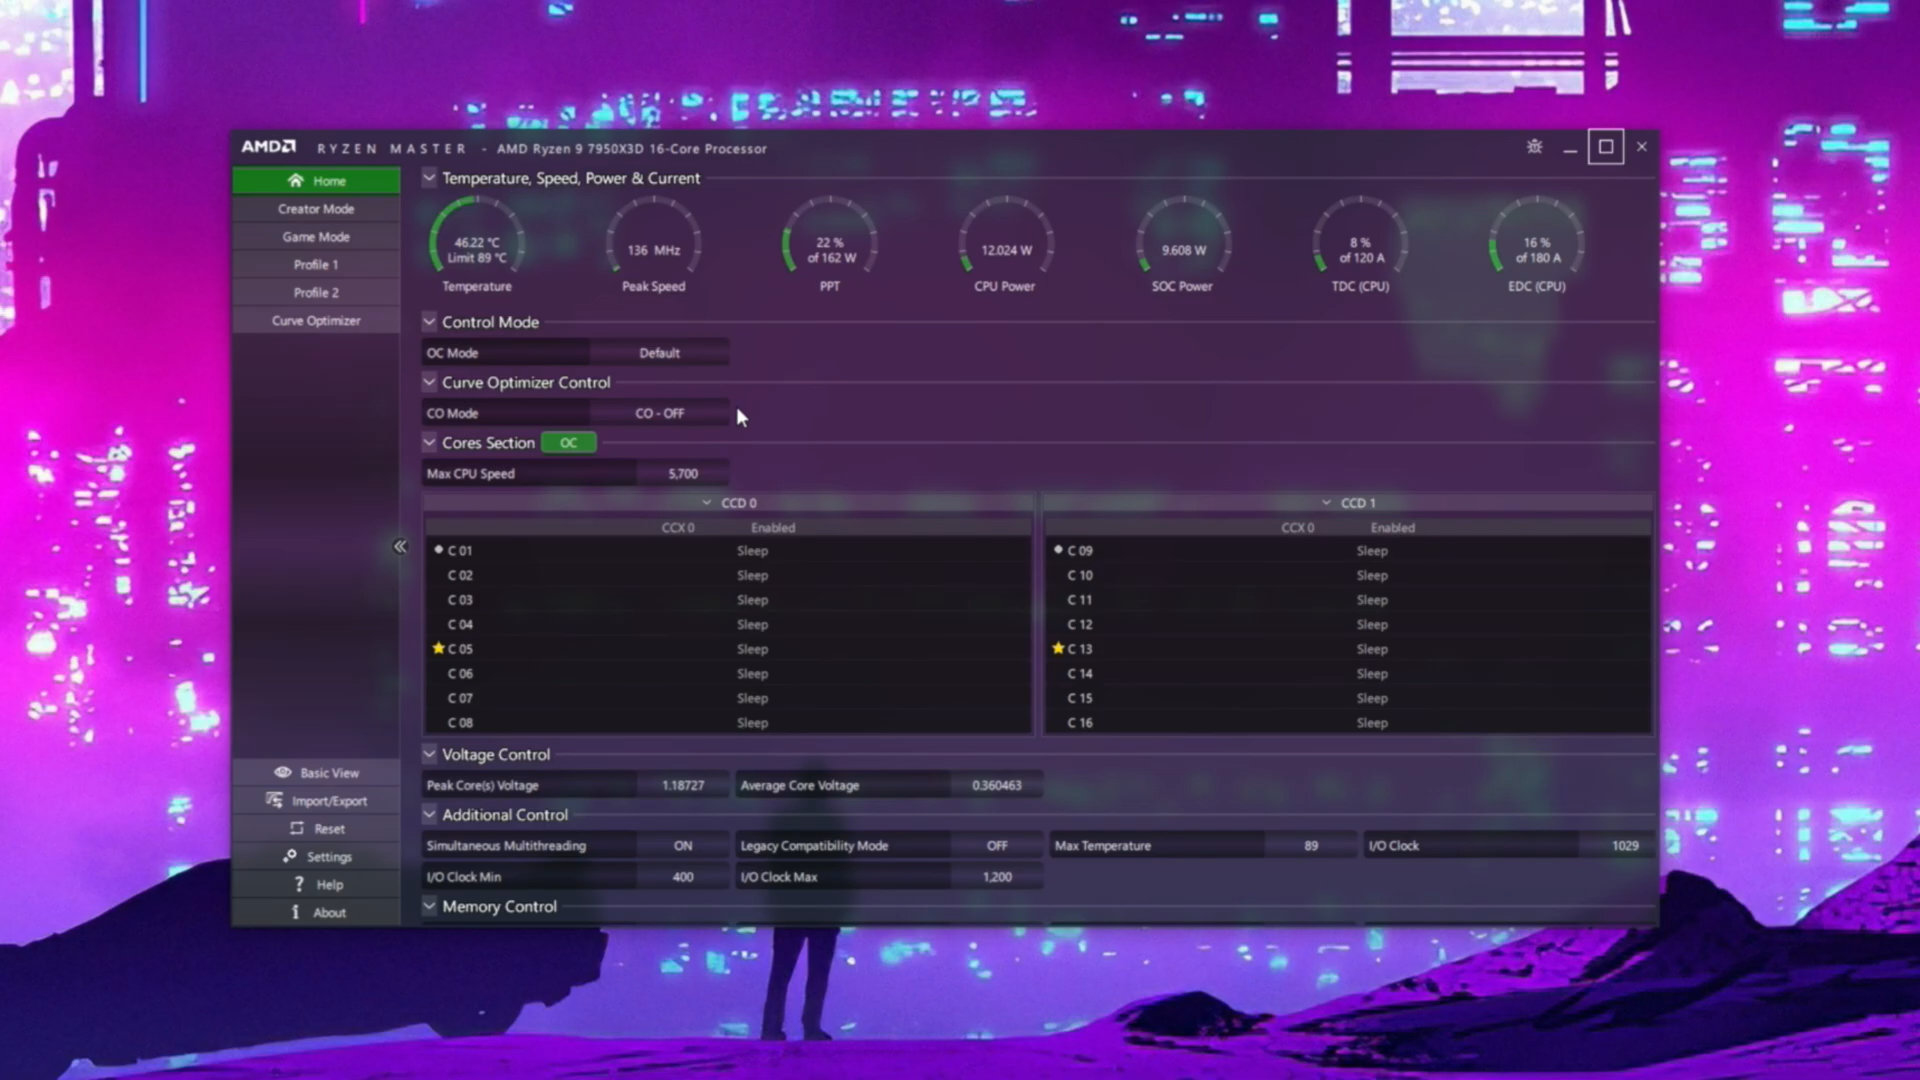 AMD RYZEN MASTER - AMD Ryzen 9 7950X3D 16-Core Processor
Home
Creator Mode
Game Mode
Profile 1
Profile 2
Curve Optimizer
Basic View
Import/Export
Reset
Settings
? Help
About
Temperature, Speed, Power & Current
46.22 °C
Limit 89 °C
Temperature
136 MHz
Peak Speed
22 %
of 162 W
PPT
12.024 W
CPU Power
9.608 W
SOC Power
8 %
of 120 A
TDC (CPU)
16 %
of 180 A
EDC (CPU)
Control Mode
OC Mode Default
Curve Optimizer Control
CO Mode CO - OFF
Cores Section OC
Max CPU Speed 5,700
CCD 0
CCX 0 Enabled
C 01 Sleep
C 02 Sleep
C 03 Sleep
C 04 Sleep
C 05 Sleep
C 06 Sleep
C 07 Sleep
C 08 Sleep
CCD 1
CCX 0 Enabled
C 09 Sleep
C 10 Sleep
C 11 Sleep
C 12 Sleep
C 13 Sleep
C 14 Sleep
C 15 Sleep
C 16 Sleep
Voltage Control
Peak Core(s) Voltage 1.18727 Average Core Voltage 0.360463
Additional Control
Simultaneous Multithreading ON Legacy Compatibility Mode OFF Max Temperature 89 I/O Clock 1029
I/O Clock Min 400 I/O Clock Max 1,200
Memory Control